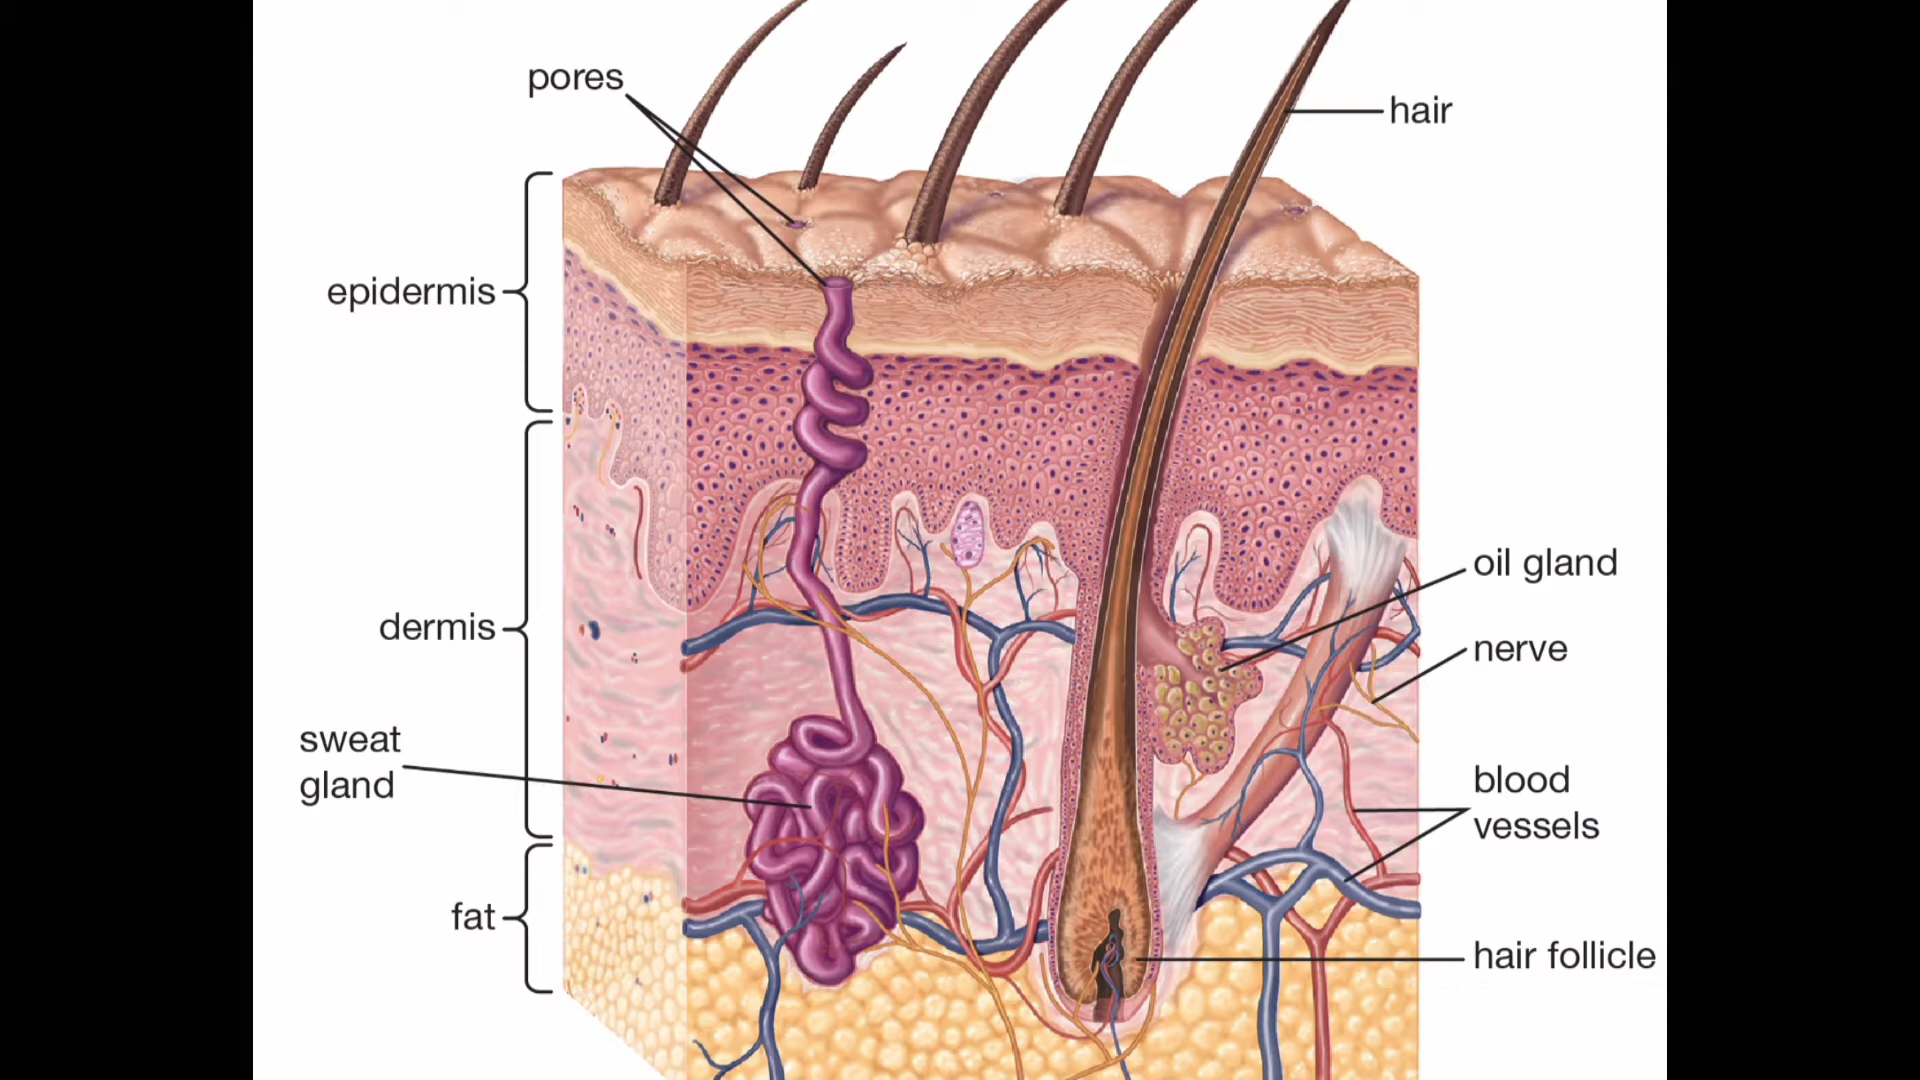 pores
hair
epidermis
oil gland
dermis
nerve
sweat
gland
blood
vessels
fat
hair follicle